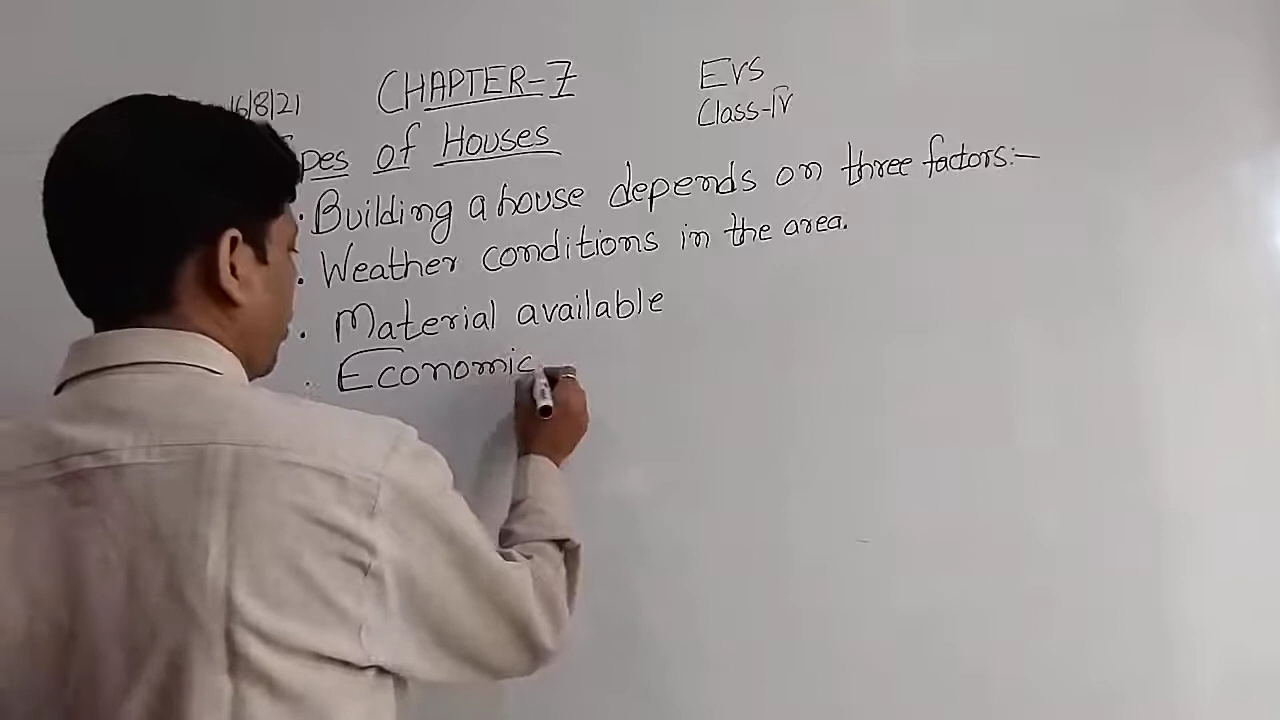 16/8/21
CHAPTER-7
EVS
Class-IV
pes of Houses
. Building a house depends on three factors:-
. Weather conditions in the area.
. Material available
. Economic